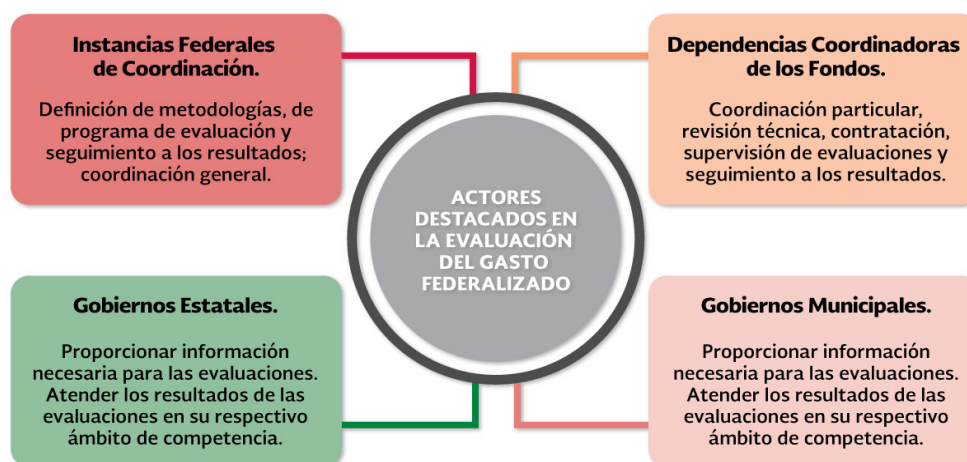 Instancias Federales
de Coordinación.
Definición de metodologías, de
programa de evaluación y
seguimiento a los resultados;
coordinación general.
Dependencias Coordinadoras
de los Fondos.
Coordinación particular,
revisión técnica, contratación,
supervisión de evaluaciones y
seguimiento a los resultados.
ACTORES
DESTACADOS EN
LA EVALUACIÓN
DEL GASTO
FEDERALIZADO
Gobiernos Estatales.
Proporcionar información
necesaria para las evaluaciones.
Atender los resultados de las
evaluaciones en su respectivo
ámbito de competencia.
Gobiernos Municipales.
Proporcionar información
necesaria para las evaluaciones.
Atender los resultados de las
evaluaciones en su respectivo
ámbito de competencia.